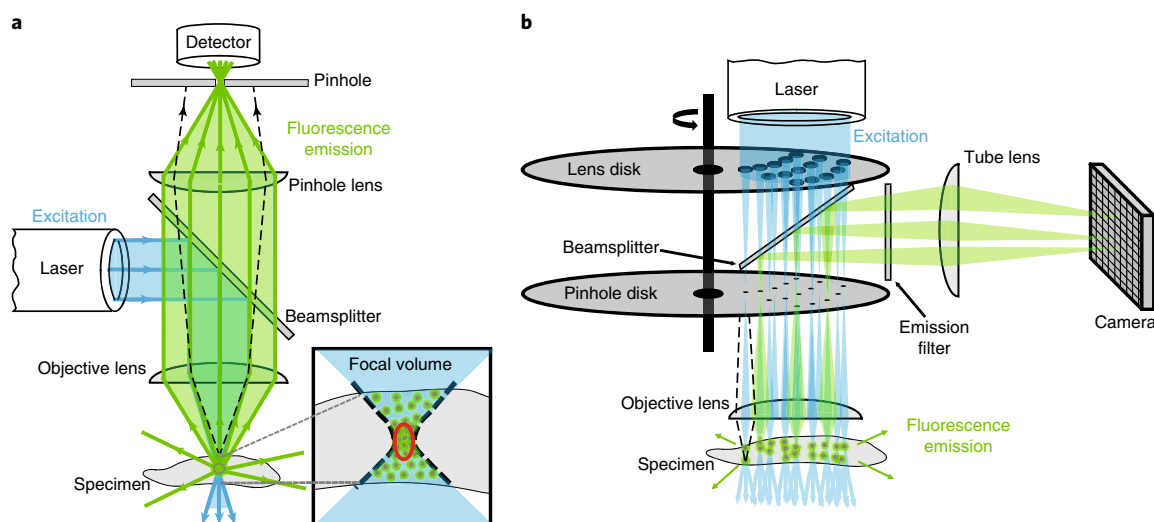 a
Detector
Pinhole
Fluorescence
emission
Pinhole lens
Excitation
Laser
Beamsplitter
Objective lens
Focal volume
Specimen
b
Laser
Excitation
Tube lens
Lens disk
Beamsplitter
Pinhole disk
Emission
filter
Camera
Objective lens
Fluorescence
emission
Specimen